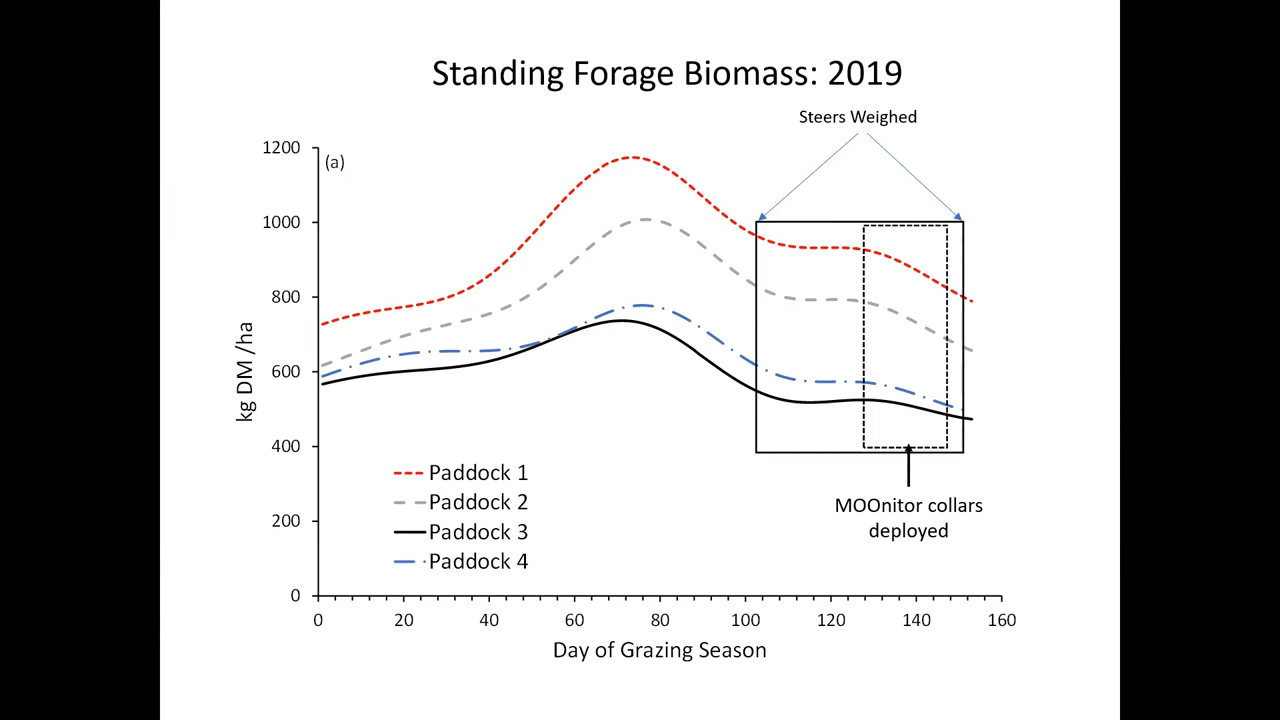 Standing Forage Biomass: 2019
Steers Weighed
(a)
1200
1000
800
600
400
200
0
kg DM /ha
Paddock 1
Paddock 2
Paddock 3
Paddock 4
MOOnitor collars
deployed
0 20 40 60 80 100 120 140 160
Day of Grazing Season